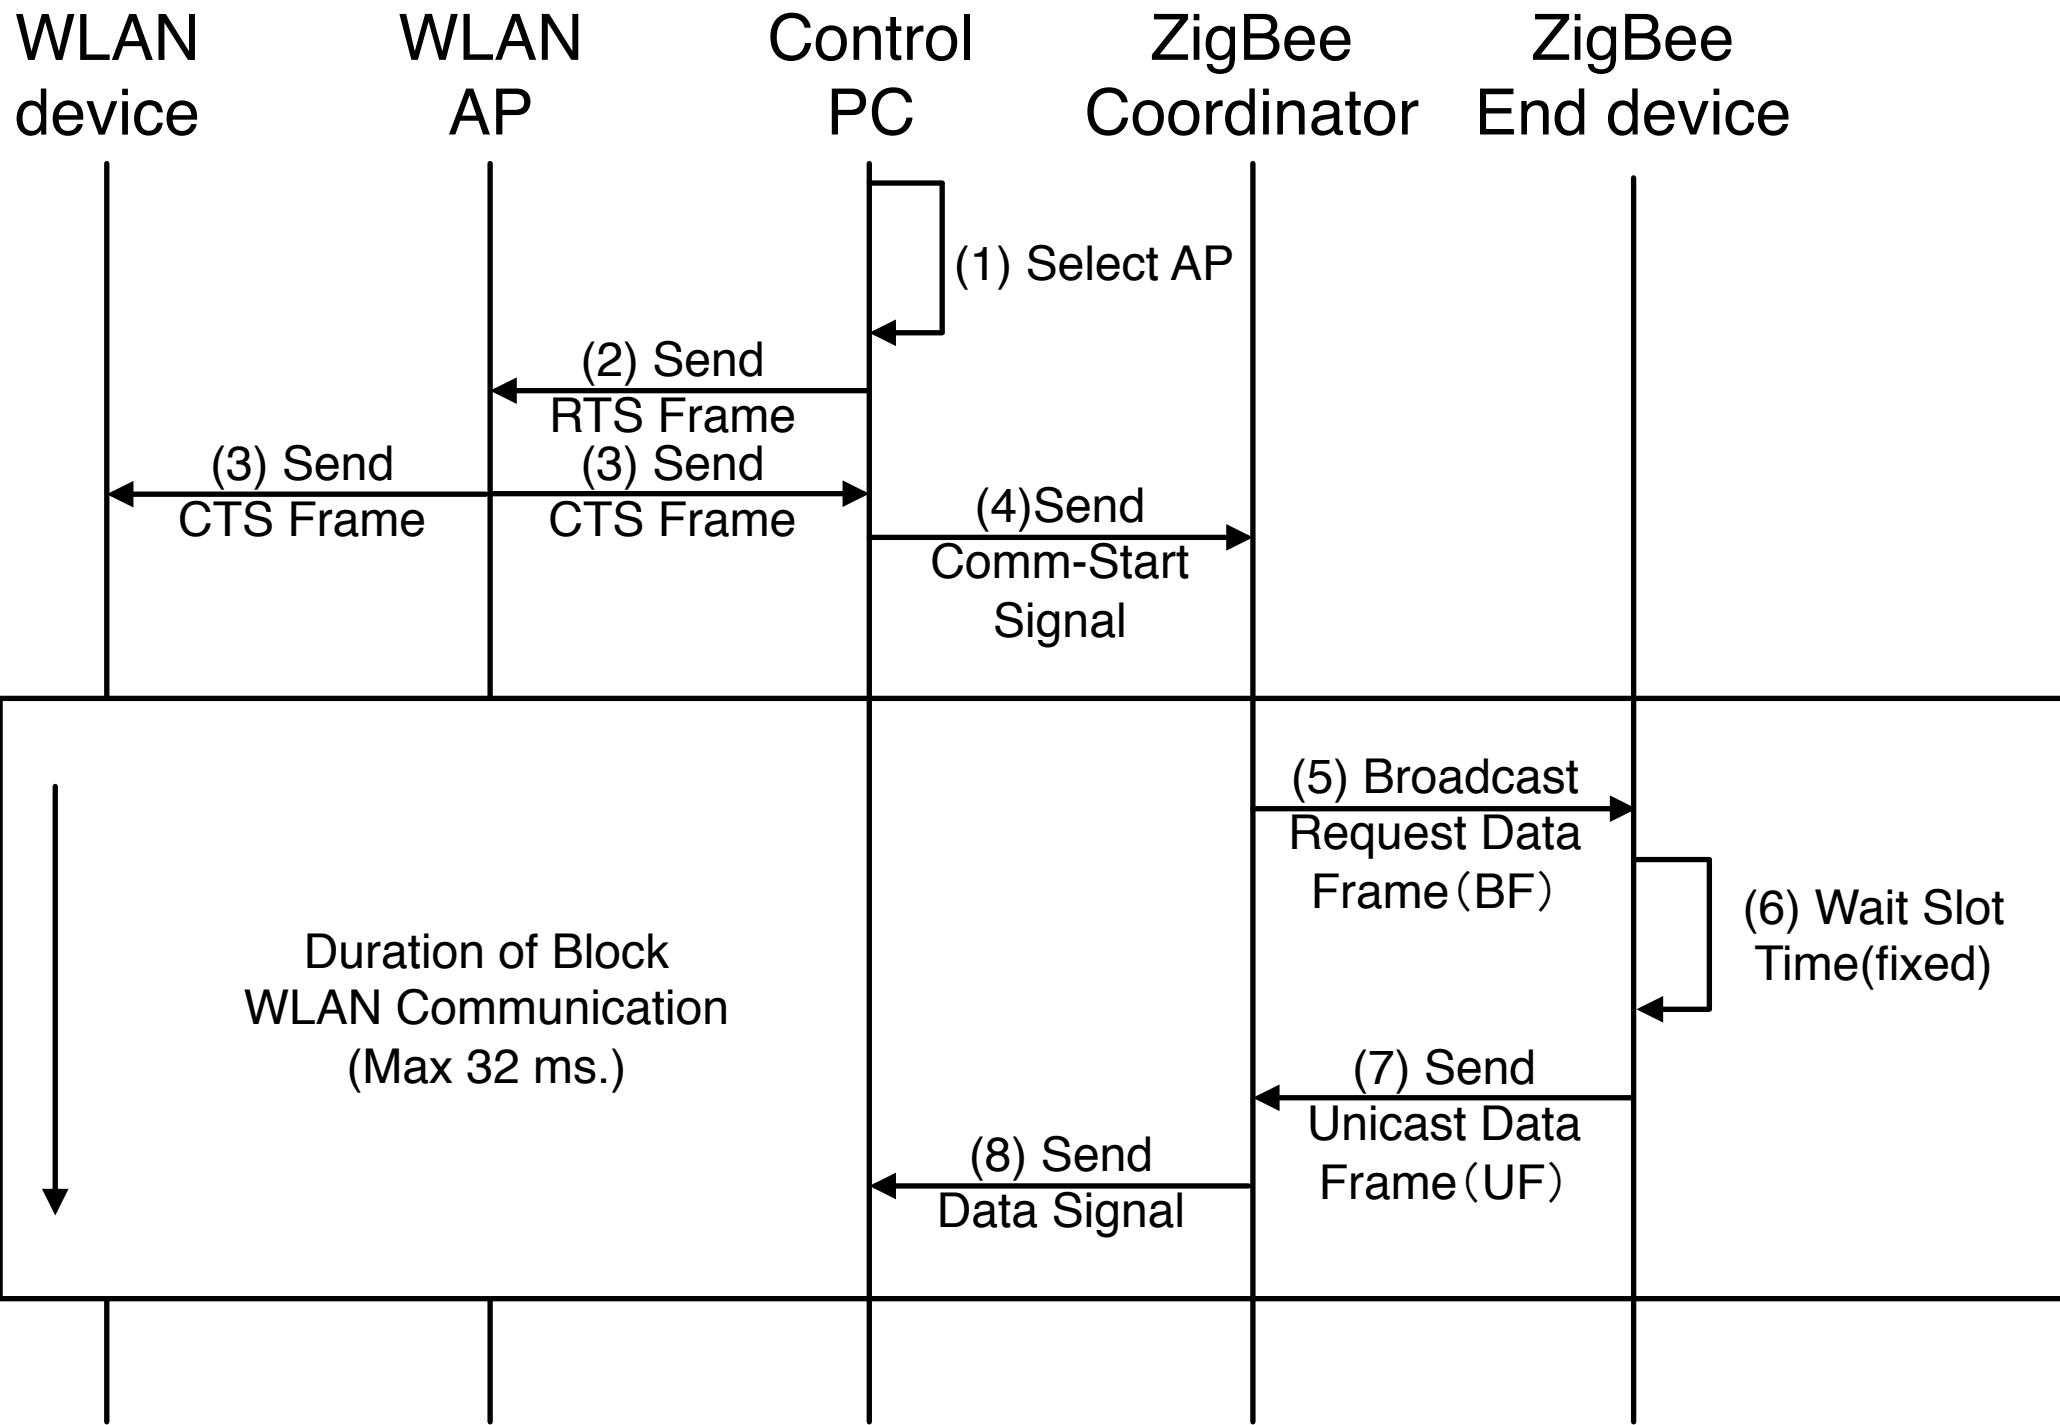 WLAN
device
WLAN
AP
Control
PC
ZigBee
Coordinator
ZigBee
End device
(1) Select AP
(2) Send
RTS Frame
(3) Send
CTS Frame
(3) Send
CTS Frame
(4)Send
Comm-Start
Signal
(5) Broadcast
Request Data
Frame（BF）
(6) Wait Slot
Time(fixed)
Duration of Block
WLAN Communication
(Max 32 ms.)
(7) Send
Unicast Data
Frame（UF）
(8) Send
Data Signal